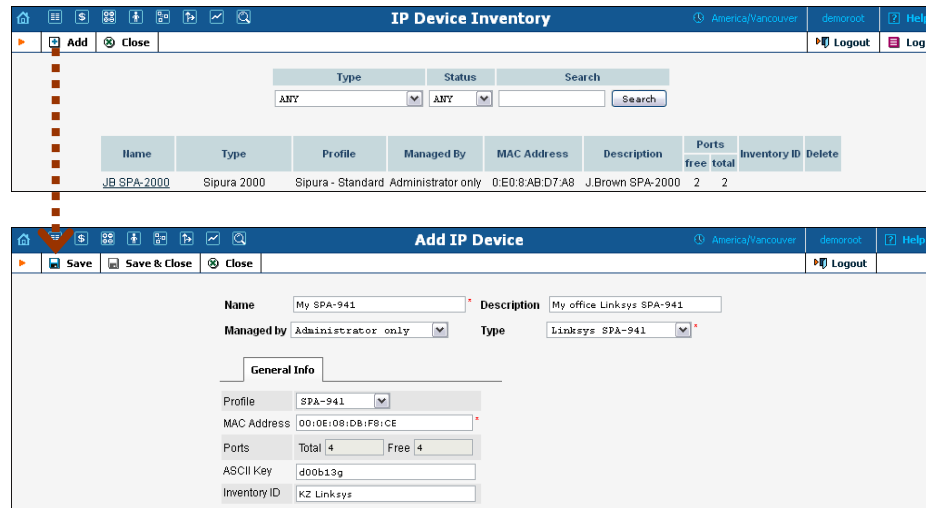 IP Device Inventory America/Vancouver demoroot Help
Add Close Logout Log
Type Status Search
ANY ANY Search
Name Type Profile Managed By MAC Address Description Ports free total Inventory ID Delete
JB SPA-2000 Sipura 2000 Sipura - Standard Administrator only 0:E0:8:AB:D7:A8 J.Brown SPA-2000 2 2
Add IP Device America/Vancouver demoroot Help
Save Save & Close Close Logout
Name My SPA-941 * Description My office Linksys SPA-941
Managed by Administrator only Type Linksys SPA-941 *
General Info
Profile SPA-941
MAC Address 00:0E:08:DB:F8:CE *
Ports Total 4 Free 4
ASCII Key d00b13g
Inventory ID KZ Linksys